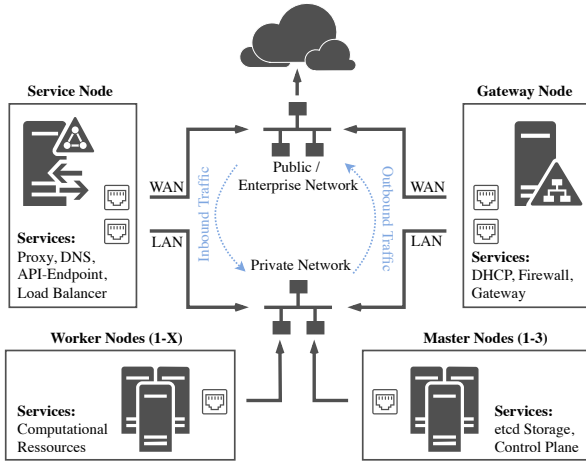 Service Node
Gateway Node
WAN
LAN
Services:
Proxy, DNS,
API-Endpoint,
Load Balancer
Public /
Enterprise Network
Inbound Traffic
Outbound Traffic
Private Network
WAN
LAN
Services:
DHCP, Firewall,
Gateway
Worker Nodes (1-X)
Services:
Computational
Ressources
Master Nodes (1-3)
Services:
etcd Storage,
Control Plane